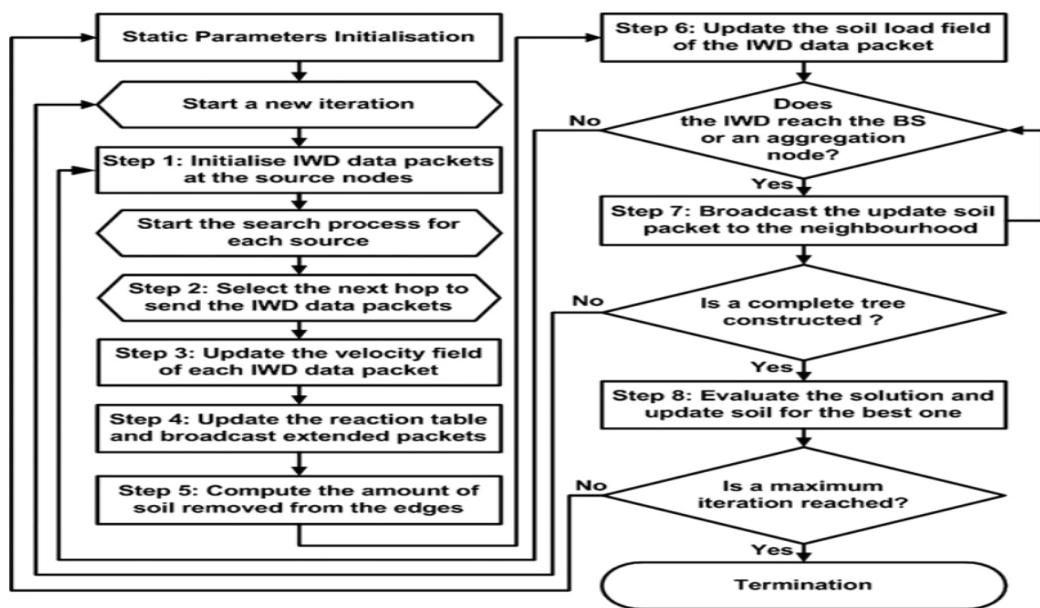 Static Parameters Initialisation
Start a new iteration
Step 1: Initialise IWD data packets
at the source nodes
Start the search process for
each source
Step 2: Select the next hop to
send the IWD data packets
Step 3: Update the velocity field
of each IWD data packet
Step 4: Update the reaction table
and broadcast extended packets
Step 5: Compute the amount of
soil removed from the edges
Step 6: Update the soil load field
of the IWD data packet
Does
the IWD reach the BS
or an aggregation
node?
No
Yes
Step 7: Broadcast the update soil
packet to the neighbourhood
Is a complete tree
constructed ?
No
Yes
Step 8: Evaluate the solution and
update soil for the best one
Is a maximum
iteration reached?
No
Yes
Termination